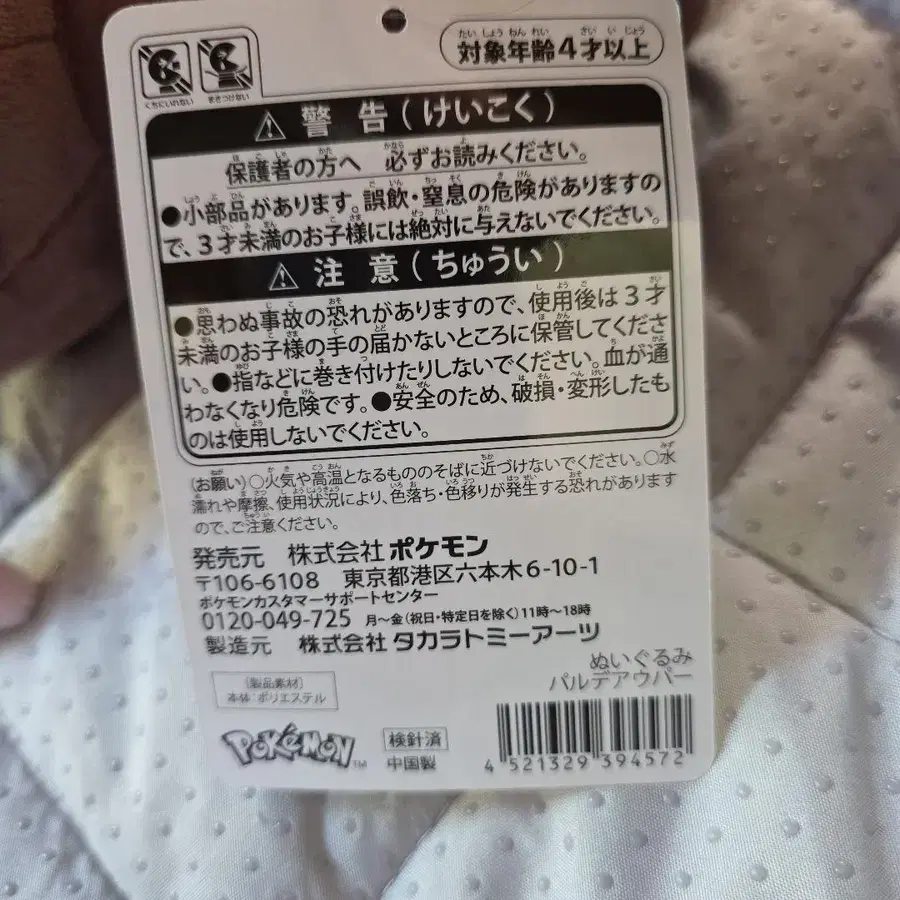 対象年齢4才以上
くちにいれない
まきつけない
警告(けいこく)
保護者の方へ 必ずお読みください。
●小部品があります。誤飲・窒息の危険がありますの
で、3才未満のお子様には絶対に与えないでください。
注意(ちゅうい)
●思わぬ事故の恐れがありますので、使用後は3才
未満のお子様の手の届かないところに保管してくださ
い。●指などに巻き付けたりしないでください。血が通
わなくなり危険です。●安全のため、破損・変形したも
のは使用しないでください。
(お願い)○火気や高温となるもののそばに近づけないでください。○水
濡れや摩擦、使用状況により、色落ち・色移りが発生する恐れがあります
ので、ご注意ください。
発売元 株式会社ポケモン
〒106-6108 東京都港区六本木6-10-1
ポケモンカスタマーサポートセンター
0120-049-725 月〜金(祝日・特定日を除く)11時〜18時
製造元 株式会社タカラトミーアーツ
ぬいぐるみ
パルデアウパー
〔製品素材〕
本体:ポリエステル
POKéMON™
検針済
中国製
4 521329 394572